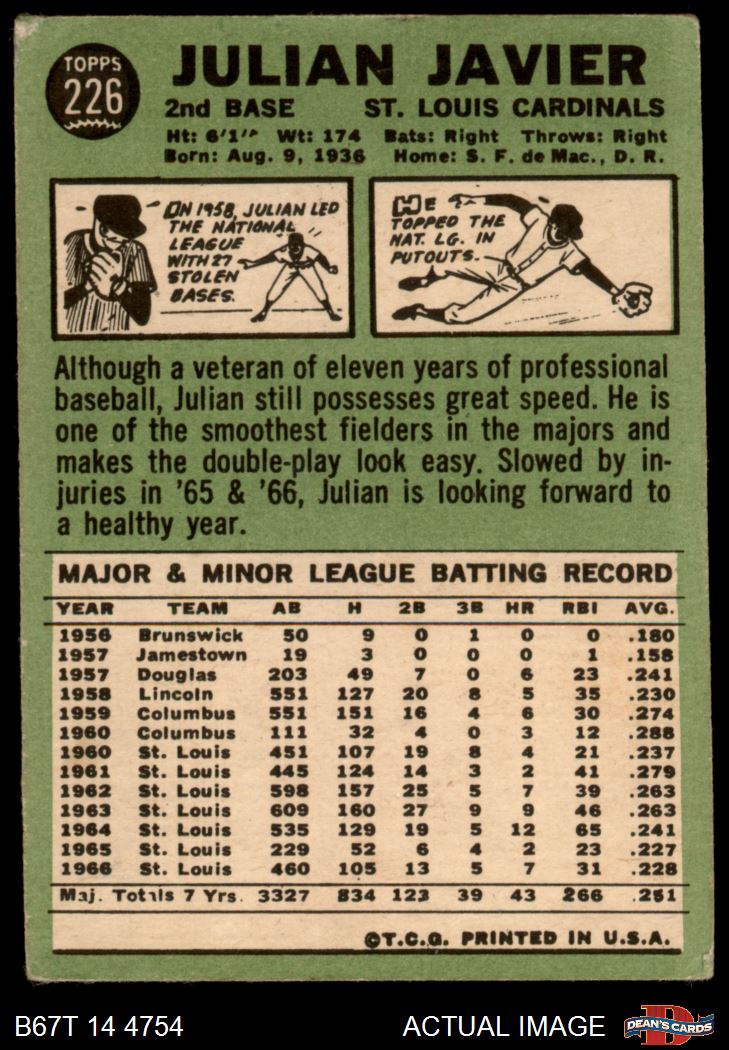 TOPPS
226
JULIAN JAVIER
2nd BASE ST. LOUIS CARDINALS
Ht: 6'1" Wt: 174 Bats: Right Throws: Right
Born: Aug. 9, 1936 Home: S. F. de Mac., D. R.
ON 1958, JULIAN LED
THE NATIONAL
LEAGUE
WITH 27
STOLEN
BASES.
HE
TOPPED THE
NAT. LG. IN
PUTOUTS.
Although a veteran of eleven years of professional
baseball, Julian still possesses great speed. He is
one of the smoothest fielders in the majors and
makes the double-play look easy. Slowed by in-
juries in '65 & '66, Julian is looking forward to
a healthy year.
MAJOR & MINOR LEAGUE BATTING RECORD
YEAR TEAM AB H 2B 3B HR RBI AVG.
1956 Brunswick 50 9 0 1 0 0 .180
1957 Jamestown 19 3 0 0 0 1 .158
1957 Douglas 203 49 7 0 6 23 .241
1958 Lincoln 551 127 20 8 5 35 .230
1959 Columbus 551 151 16 4 6 30 .274
1960 Columbus 111 32 4 0 3 12 .288
1960 St. Louis 451 107 19 8 4 21 .237
1961 St. Louis 445 124 14 3 2 41 .279
1962 St. Louis 598 157 25 5 7 39 .263
1963 St. Louis 609 160 27 9 9 46 .263
1964 St. Louis 535 129 19 5 12 65 .241
1965 St. Louis 229 52 6 4 2 23 .227
1966 St. Louis 460 105 13 5 7 31 .228
Maj. Totals 7 Yrs. 3327 834 123 39 43 266 .251
©T.C.G. PRINTED IN U.S.A.
B67T 14 4754 ACTUAL IMAGE
D
DEAN'S CARDS